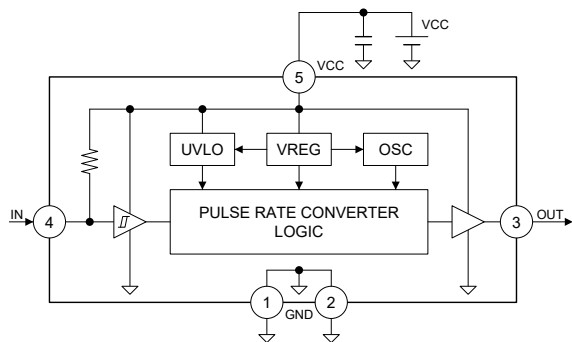 VCC
5
VCC
UVLO
VREG
OSC
IN
4
PULSE RATE CONVERTER
LOGIC
3
OUT
1
GND
2